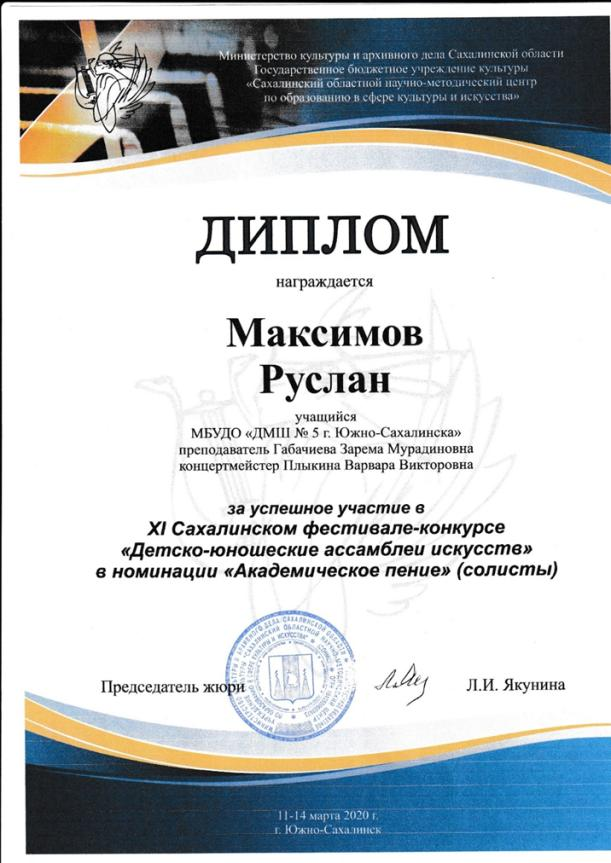 Министерство культуры и архивного дела Сахалинской области
Государственное бюджетное учреждение культуры
«Сахалинский областной научно-методический центр
по образованию в сфере культуры и искусства»
ДИПЛОМ
награждается
Максимов
Руслан
учащийся
МБУДО «ДМШ № 5 г. Южно-Сахалинска»
преподаватель Габачиева Зарема Мурадиновна
концертмейстер Плыкина Варвара Викторовна
за успешное участие в
XI Сахалинском фестивале-конкурсе
«Детско-юношеские ассамблеи искусств»
в номинации «Академическое пение» (солисты)
Председатель жюри
Л.И. Якунина
11-14 марта 2020 г.
г. Южно-Сахалинск